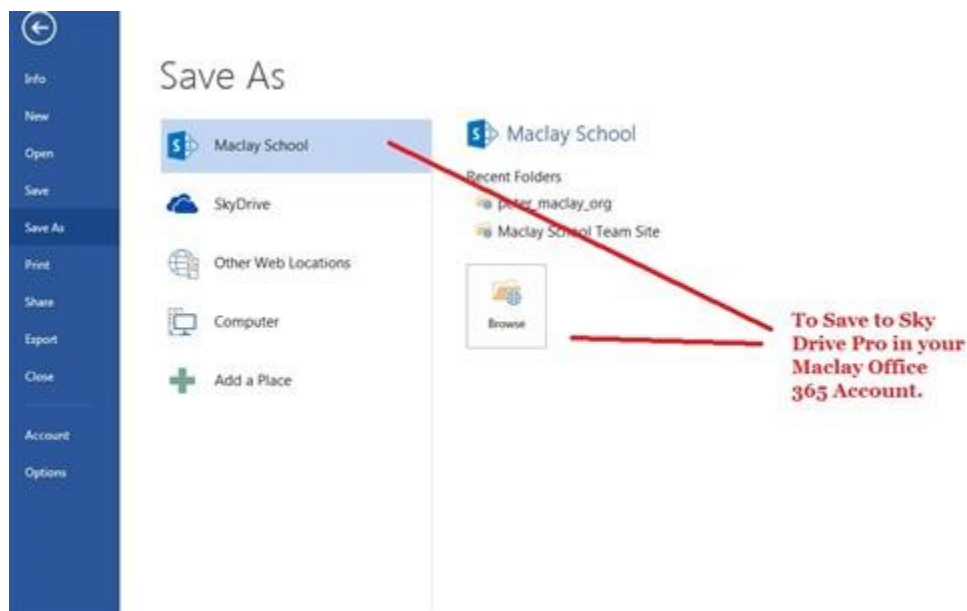 Info
New
Open
Save
Save As
Print
Share
Export
Close
Account
Options
Save As
Maclay School
SkyDrive
Other Web Locations
Computer
Add a Place
Maclay School
Recent Folders
peter_maclay_org
Maclay School Team Site
Browse
To Save to Sky
Drive Pro in your
Maclay Office
365 Account.